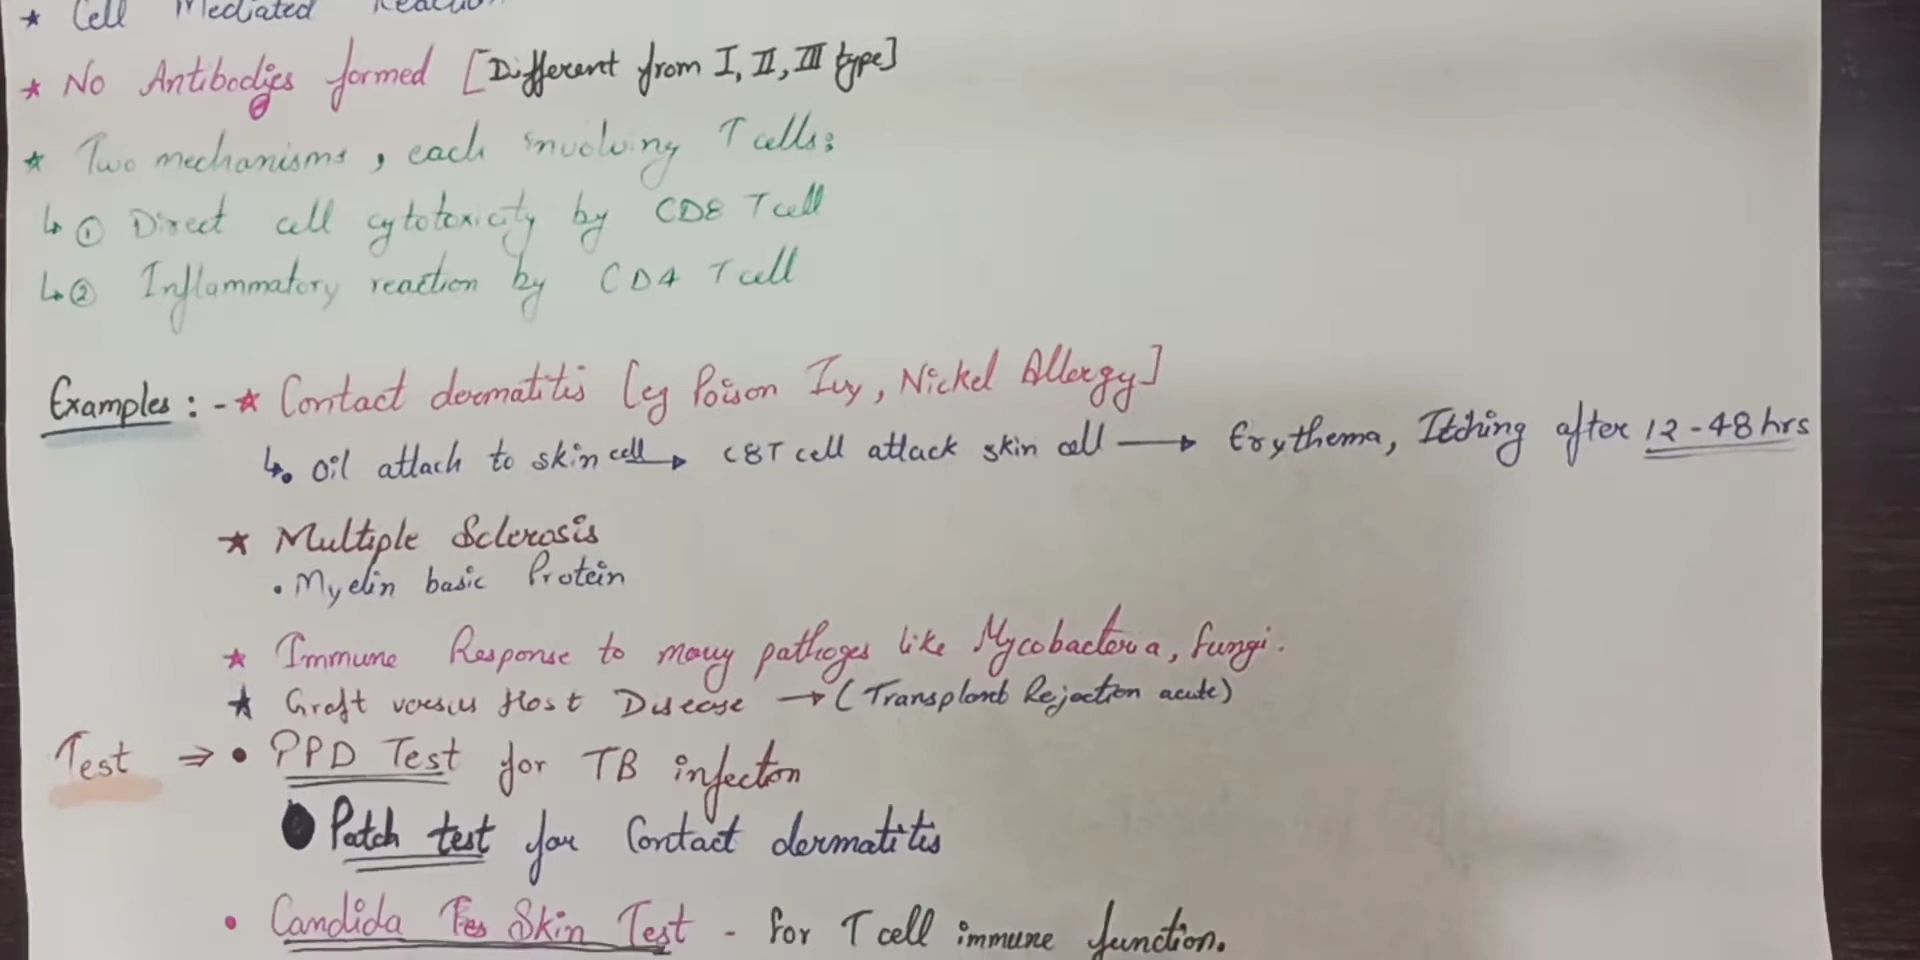 ★ Cell Mediated Reaction
★ No Antibodies formed [Different from I, II, III type]
★ Two mechanisms, each involving T cells;
↳ ① Direct cell cytotoxicity by CD8 T cell
↳ ② Inflammatory reaction by CD4 T cell
Examples : - ★ Contact dermatitis (eg Poison Ivy, Nickel Allergy]
↳. Oil attach to skin cell → C8T cell attack skin cell → Erythema, Itching after 12-48 hrs
★ Multiple Sclerosis
• Myelin basic Protein
★ Immune Response to many pathoges like Mycobacteria, fungi.
★ Graft versus Host Disease → (Transplant Rejection acute)
Test ⇒ • PPD Test for TB infection
● Patch test for Contact dermatitis
• Candida Tes Skin Test - for T cell immune function.